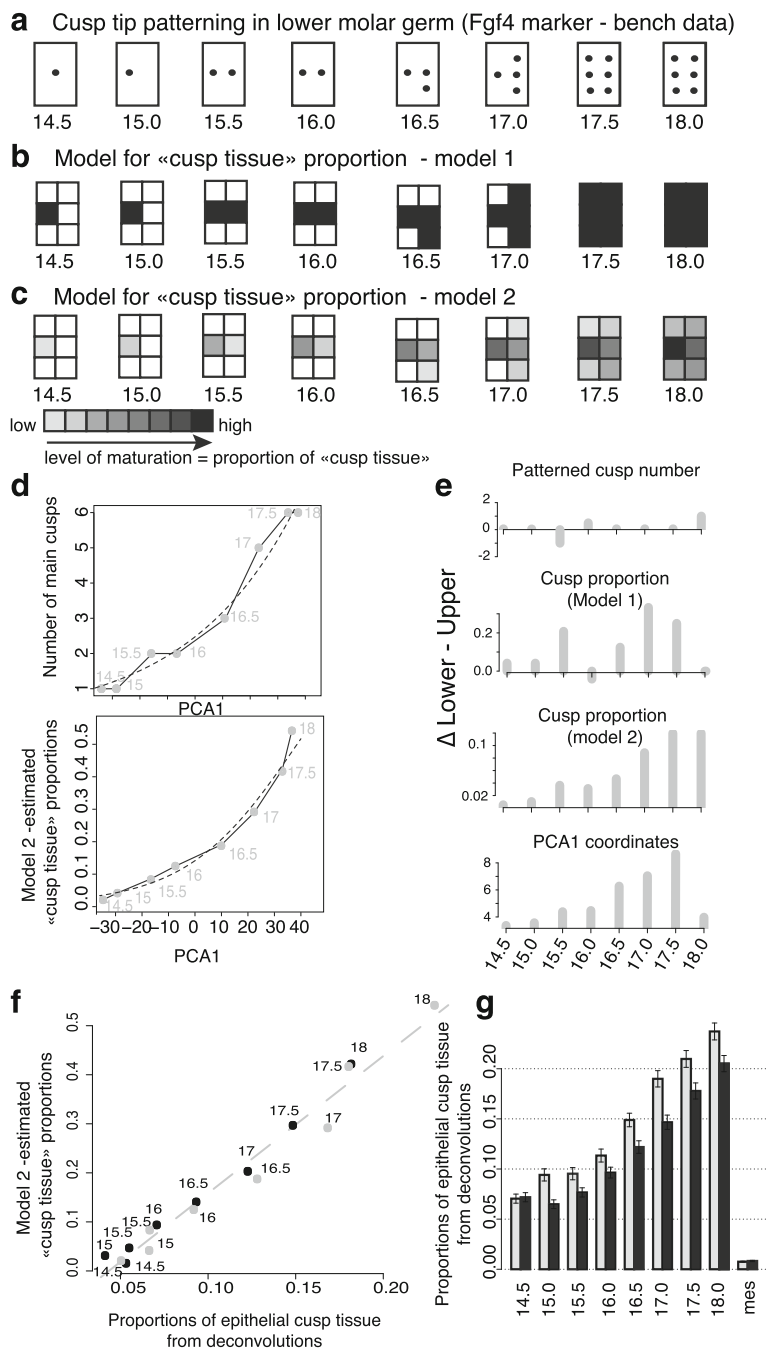 a Cusp tip patterning in lower molar germ (Fgf4 marker - bench data)
14.5 15.0 15.5 16.0 16.5 17.0 17.5 18.0
b Model for «cusp tissue» proportion - model 1
14.5 15.0 15.5 16.0 16.5 17.0 17.5 18.0
c Model for «cusp tissue» proportion - model 2
14.5 15.0 15.5 16.0 16.5 17.0 17.5 18.0
low high
level of maturation = proportion of «cusp tissue»
d
Number of main cusps
6
5
4
3
2
1
14.5
15
15.5
16
16.5
17
17.5
18
PCA1
Model 2 -estimated
«cusp tissue» proportions
0.5
0.4
0.3
0.2
0.1
0.0
14.5
15
15.5
16
16.5
17
17.5
18
−30 −20 −10 0 10 20 30 40
PCA1
e
Δ Lower - Upper
Patterned cusp number
2
0
-2
Cusp proportion
(Model 1)
0.2
0.0
Cusp proportion
(model 2)
0.1
0.02
PCA1 coordinates
8
6
4
14.5 15.0 15.5 16.0 16.5 17.0 17.5 18.0
f
Model 2 -estimated
«cusp tissue» proportions
0.5
0.4
0.3
0.2
0.1
0.0
18
18
17.5
17.5
17
17
16.5
16.5
16
16
15.5
15.5
15
15
14.5
14.5
0.05 0.10 0.15 0.20
Proportions of epithelial cusp tissue
from deconvolutions
g
Proportions of epithelial cusp tissue
from deconvolutions
0.20
0.15
0.10
0.05
0.00
14.5 15.0 15.5 16.0 16.5 17.0 17.5 18.0 mes